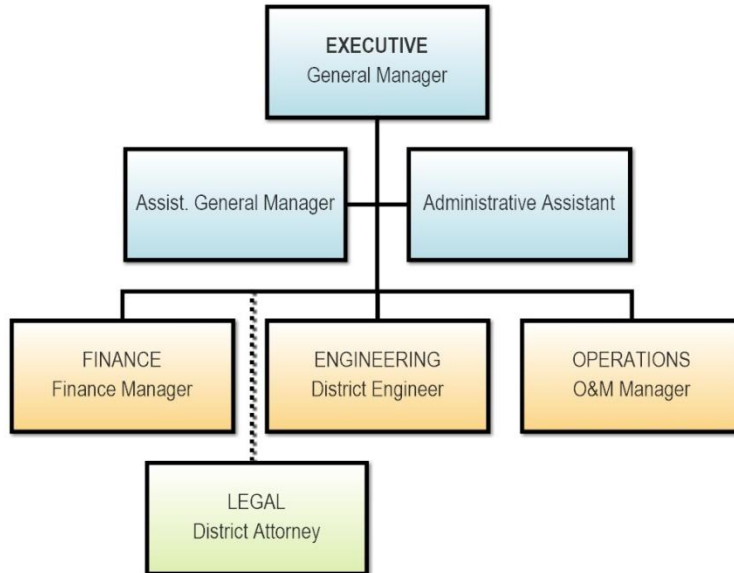 EXECUTIVE
General Manager
Assist. General Manager
Administrative Assistant
FINANCE
Finance Manager
ENGINEERING
District Engineer
OPERATIONS
O&M Manager
LEGAL
District Attorney